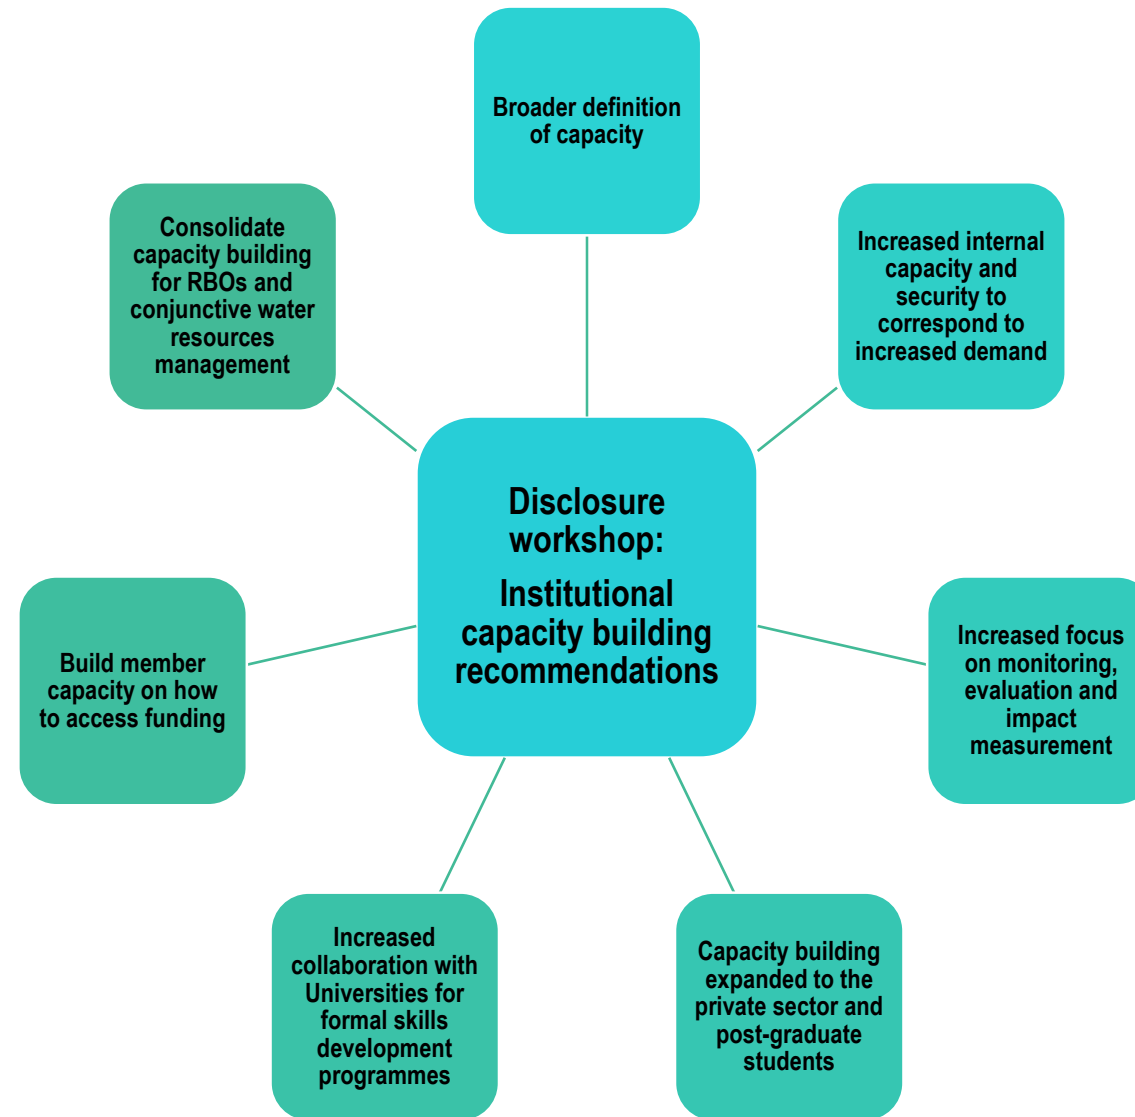 Broader definition
of capacity
Increased internal
capacity and
security to
correspond to
increased demand
Increased focus
on monitoring,
evaluation and
impact
measurement
Capacity building
expanded to the
private sector and
post-graduate
students
Increased
collaboration with
Universities for
formal skills
development
programmes
Build member
capacity on how
to access funding
Consolidate
capacity building
for RBOs and
conjunctive water
resources
management
Disclosure
workshop:
Institutional
capacity building
recommendations